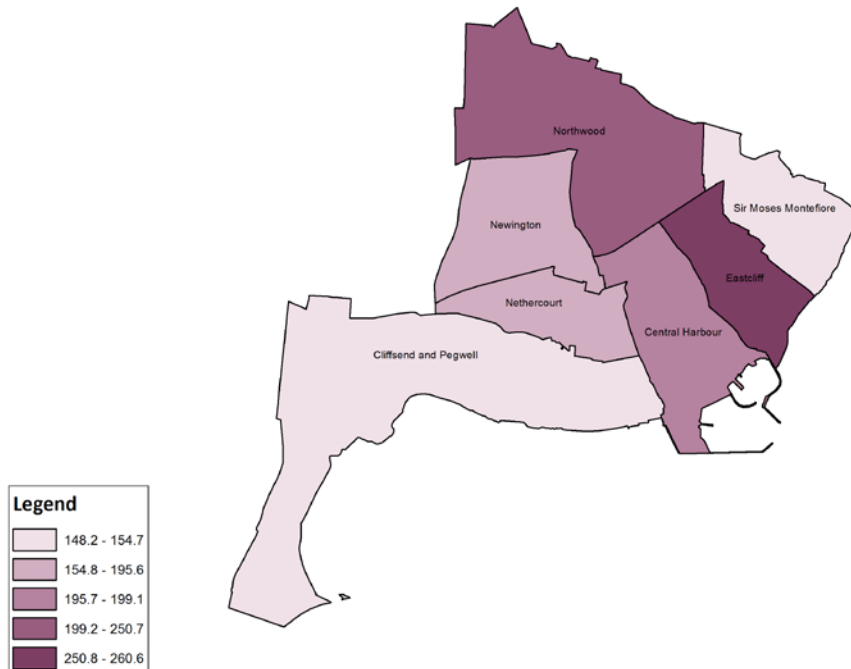 Northwood
Sir Moses Montefiore
Newington
Eastcliff
Nethercourt
Central Harbour
Cliffsend and Pegwell
Legend
148.2 - 154.7
154.8 - 195.6
195.7 - 199.1
199.2 - 250.7
250.8 - 260.6